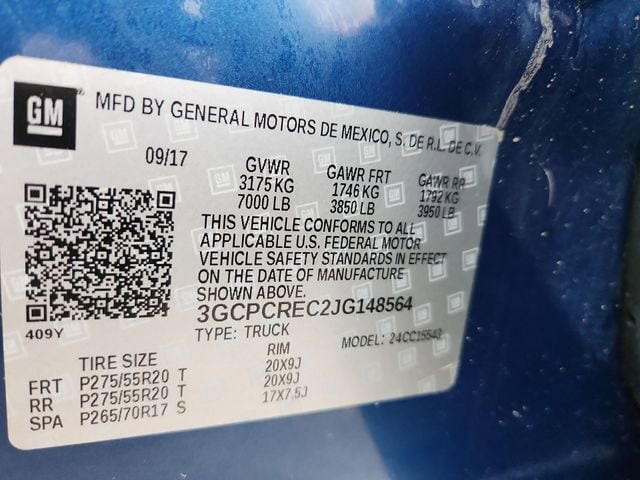 GM
MFD BY GENERAL MOTORS DE MEXICO, S. DE R.L. DE C.V.
09/17 GVWR GAWR FRT GAWR RR
3175 KG 1746 KG 1792 KG
7000 LB 3850 LB 3950 LB
THIS VEHICLE CONFORMS TO ALL
APPLICABLE U.S. FEDERAL MOTOR
VEHICLE SAFETY STANDARDS IN EFFECT
ON THE DATE OF MANUFACTURE
SHOWN ABOVE.
3GCPCREC2JG148564
409Y TYPE: TRUCK MODEL: 24CC15543
TIRE SIZE RIM
FRT P275/55R20 T 20X9J
RR P275/55R20 T 20X9J
SPA P265/70R17 S 17X7.5J